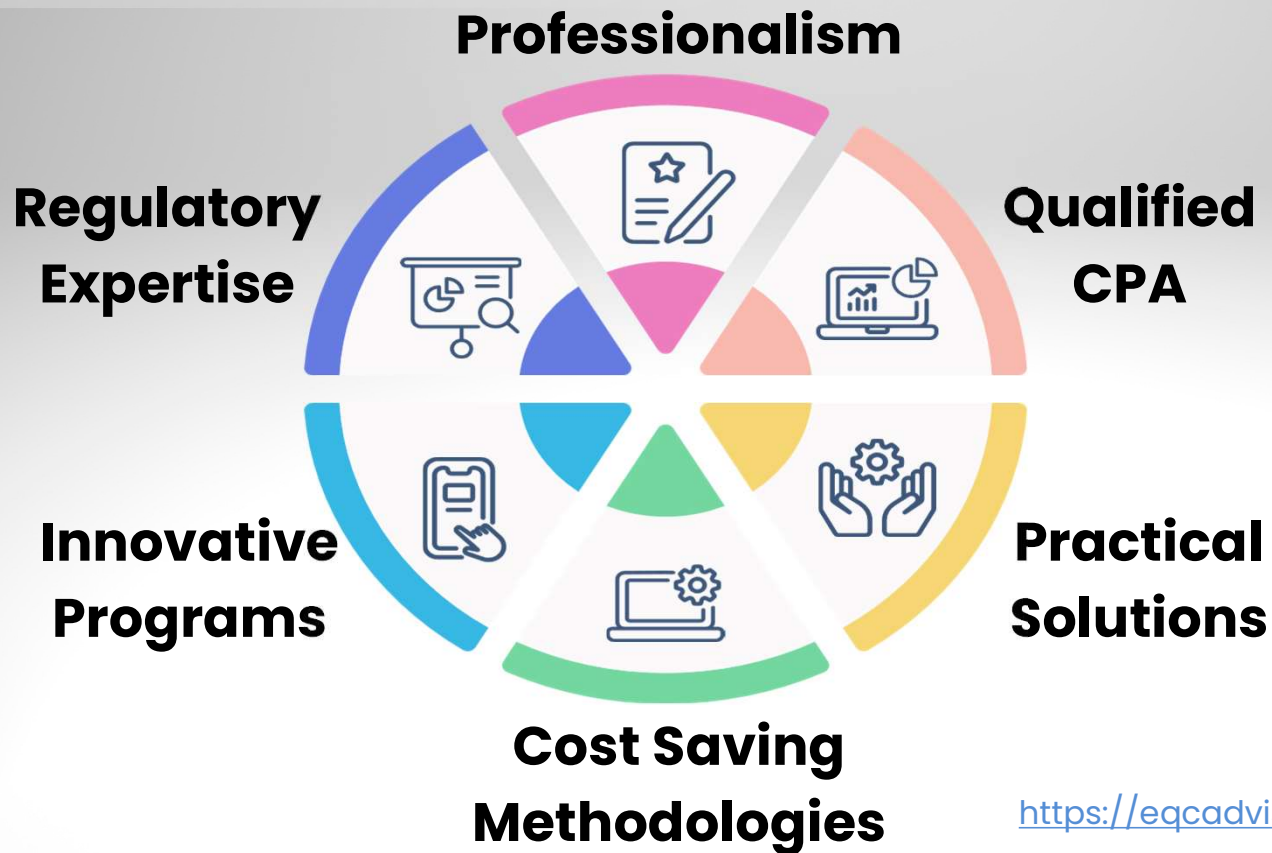 Professionalism
Regulatory
Expertise
Qualified
CPA
Innovative
Programs
Practical
Solutions
Cost Saving
Methodologies
https://eqcadvi